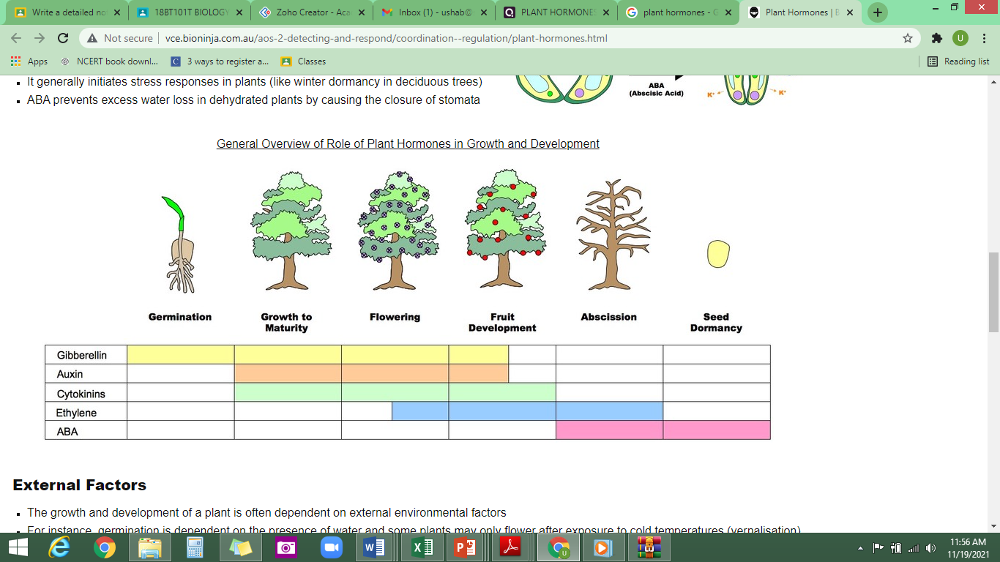 Write a detailed no
18BT101T BIOLOGY
Zoho Creator - Aca
Inbox (1) - ushab@
PLANT HORMONES
plant hormones - G
Plant Hormones | B
Not secure | vce.bioninja.com.au/aos-2-detecting-and-respond/coordination--regulation/plant-hormones.html
U
Apps
NCERT book downl...
C
3 ways to register a...
Classes
Reading list
It generally initiates stress responses in plants (like winter dormancy in deciduous trees)
ABA prevents excess water loss in dehydrated plants by causing the closure of stomata
ABA
(Abscisic Acid)
K+
K+
General Overview of Role of Plant Hormones in Growth and Development
Germination
Growth to
Maturity
Flowering
Fruit
Development
Abscission
Seed
Dormancy
Gibberellin
Auxin
Cytokinins
Ethylene
ABA
External Factors
The growth and development of a plant is often dependent on external environmental factors
For instance, germination is dependent on the presence of water and some plants may only flower after exposure to cold temperatures (vernalisation)
11:56 AM
11/19/2021